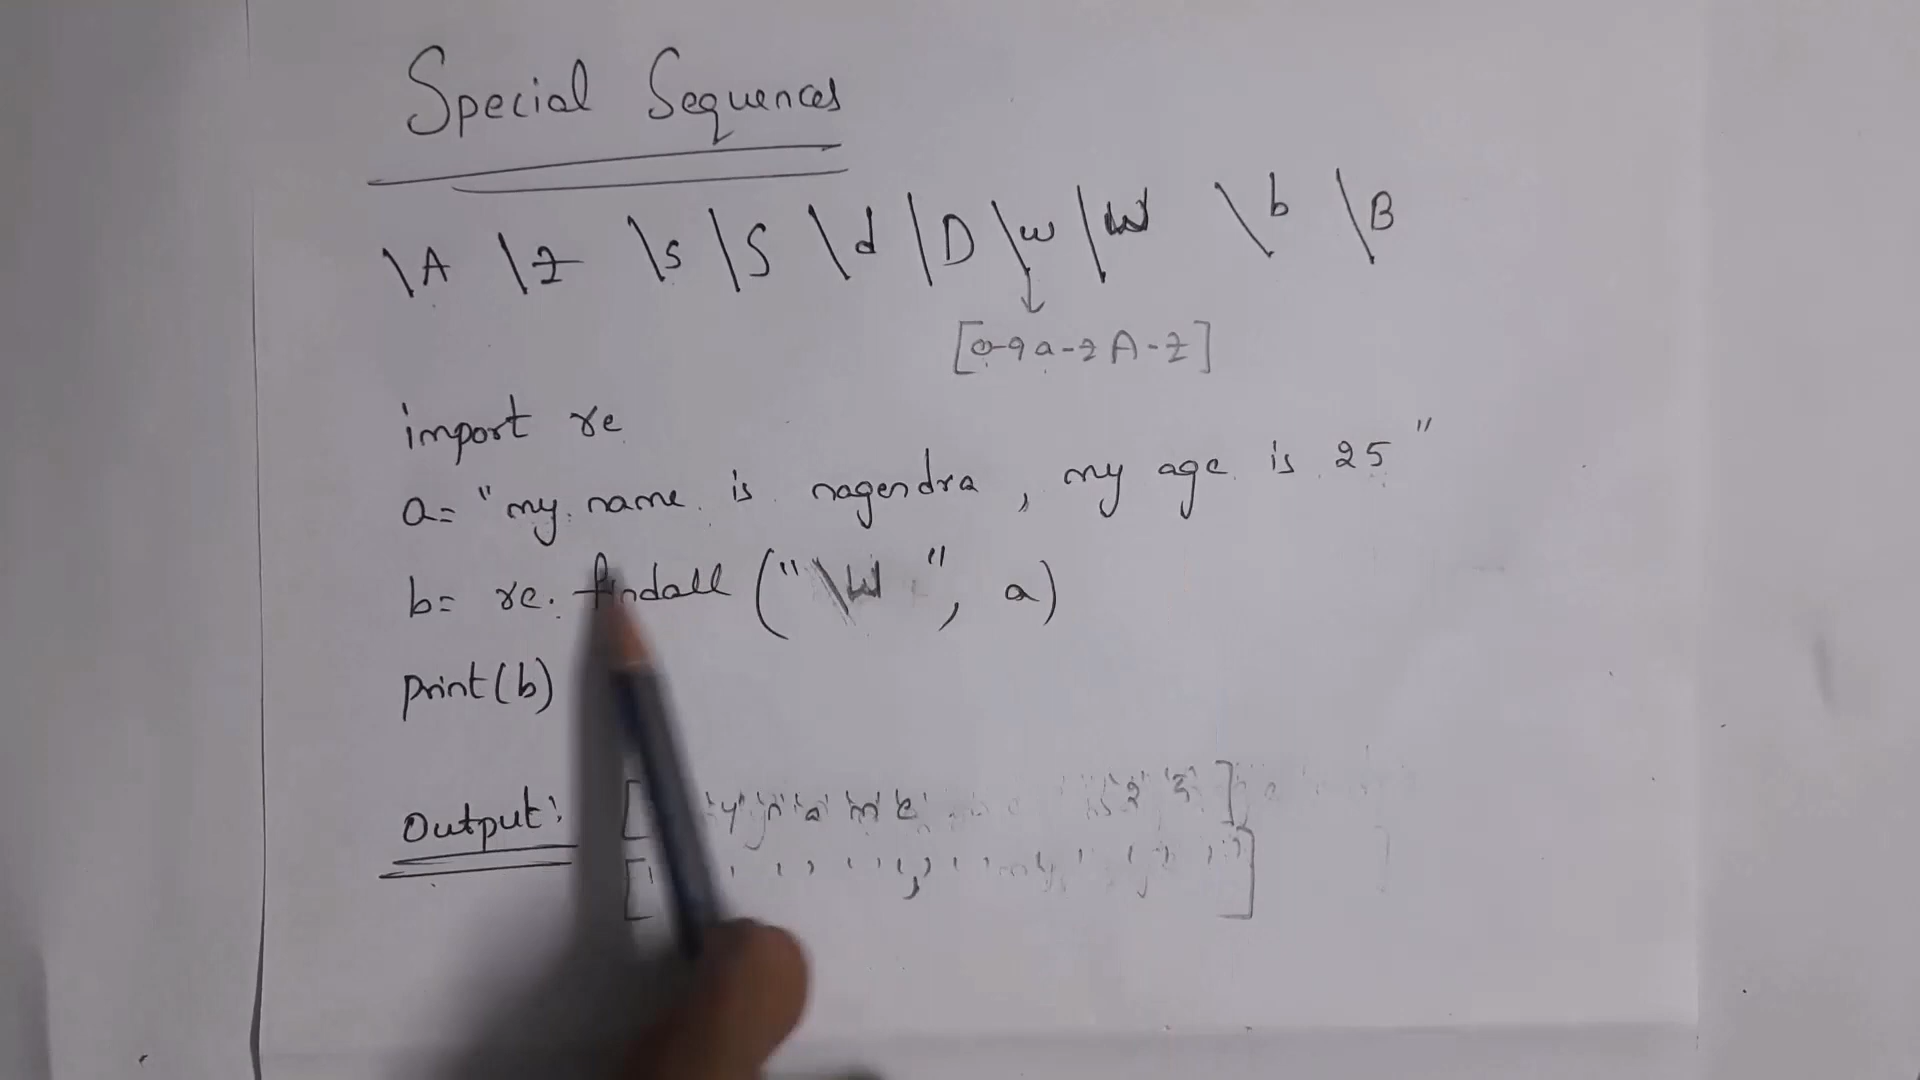 Special Sequences
\A \Z \s \S \d \D \w \W \b \B
[0-9a-zA-Z]
import re
a= "my name is nagendra, my age is 25"
b= re. findall ("\W", a)
print(b)
Output: